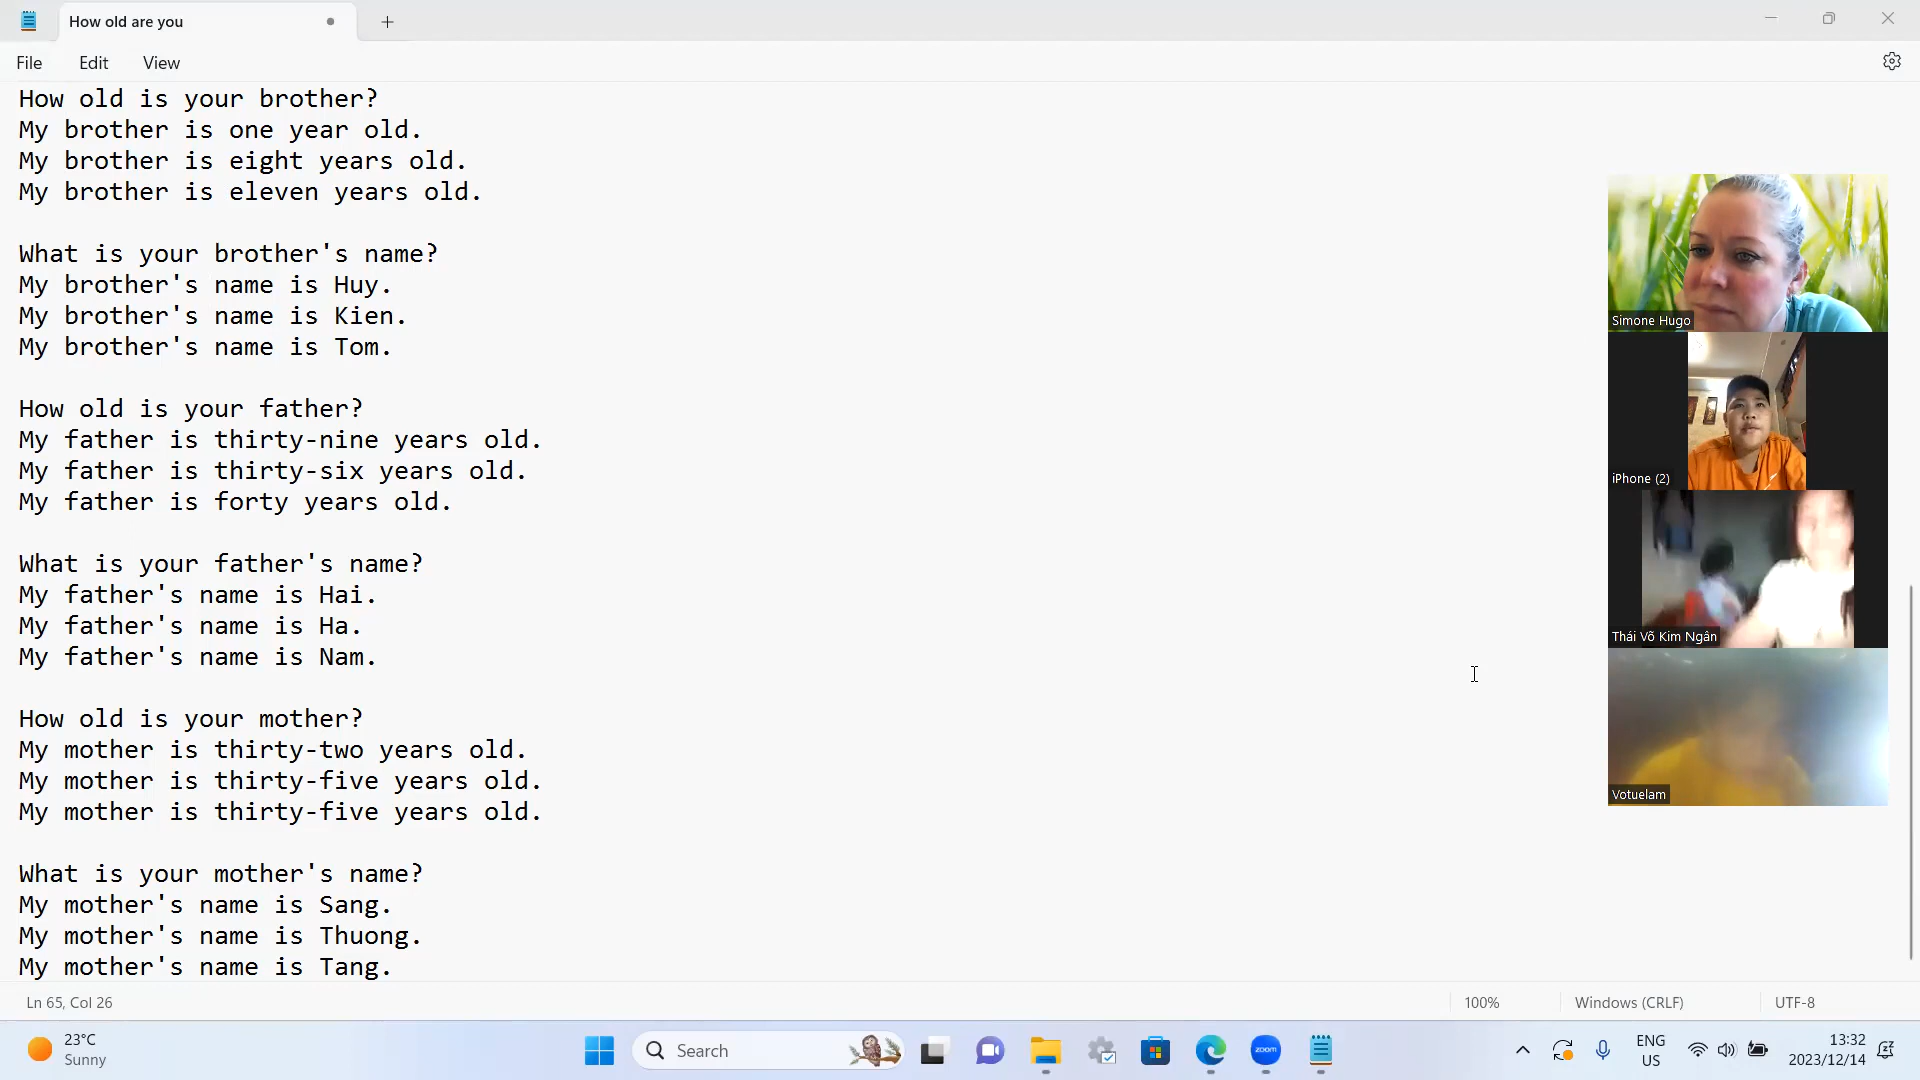 How old are you
File Edit View
How old is your brother?
My brother is one year old.
My brother is eight years old.
My brother is eleven years old.
What is your brother's name?
My brother's name is Huy.
My brother's name is Kien.
My brother's name is Tom.
How old is your father?
My father is thirty-nine years old.
My father is thirty-six years old.
My father is forty years old.
What is your father's name?
My father's name is Hai.
My father's name is Ha.
My father's name is Nam.
How old is your mother?
My mother is thirty-two years old.
My mother is thirty-five years old.
My mother is thirty-five years old.
What is your mother's name?
My mother's name is Sang.
My mother's name is Thuong.
My mother's name is Tang.
Simone Hugo
iPhone (2)
Thái Võ Kim Ngân
Votuelam
Ln 65, Col 26 100% Windows (CRLF) UTF-8
23°C
Sunny
Search
zoom
ENG
US
13:32
2023/12/14